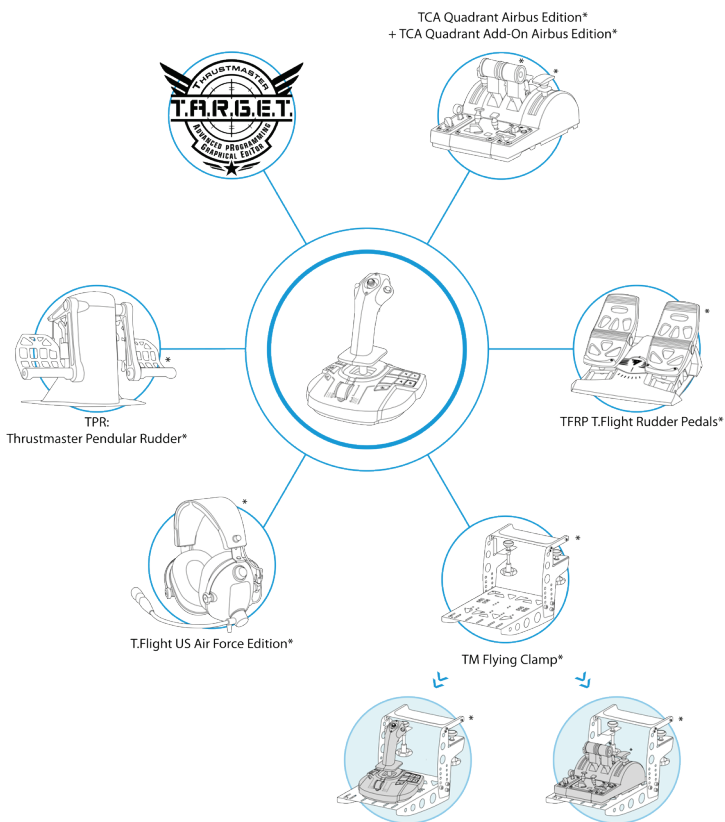 TCA Quadrant Airbus Edition*
+ TCA Quadrant Add-On Airbus Edition*
*
*
THRUSTMASTER
T.A.R.G.E.T.
ADVANCED PROGRAMMING
GRAPHICAL EDITOR
*
*
TPR:
Thrustmaster Pendular Rudder*
TFRP T.Flight Rudder Pedals*
*
*
T.Flight US Air Force Edition*
TM Flying Clamp*
*
*